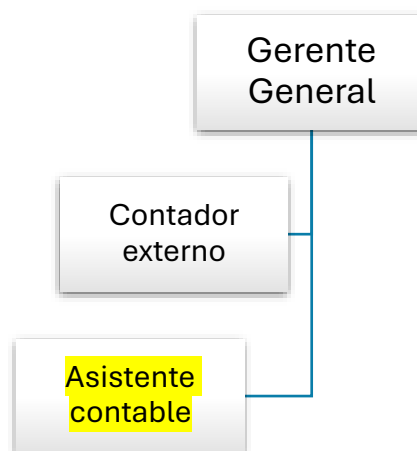 Gerente
General
Contador
externo
Asistente
contable